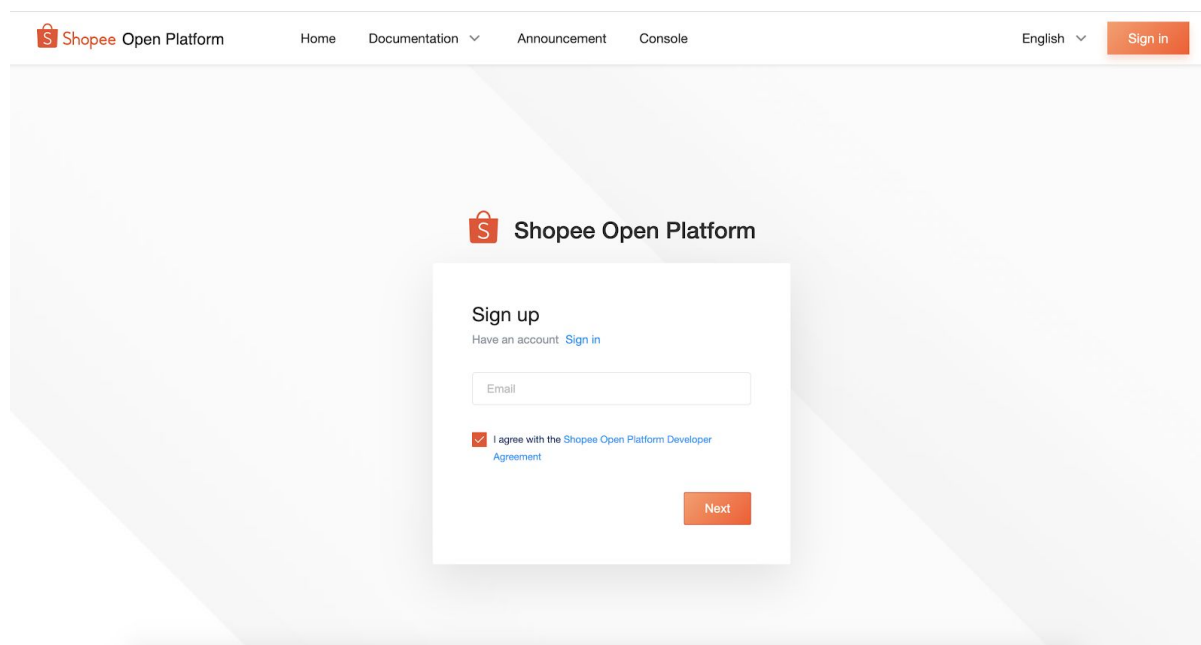 Shopee Open Platform Home Documentation Announcement Console English Sign in
Shopee Open Platform
Sign up
Have an account Sign in
Email
I agree with the Shopee Open Platform Developer
Agreement
Next